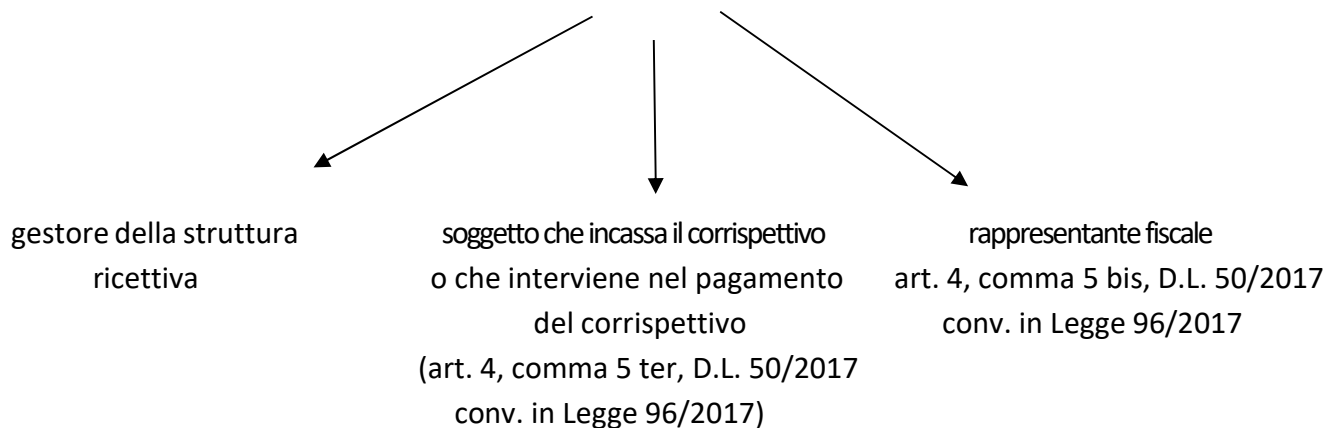 gestore della struttura
ricettiva
soggetto che incassa il corrispettivo
o che interviene nel pagamento
del corrispettivo
(art. 4, comma 5 ter, D.L. 50/2017
conv. in Legge 96/2017)
rappresentante fiscale
art. 4, comma 5 bis, D.L. 50/2017
conv. in Legge 96/2017